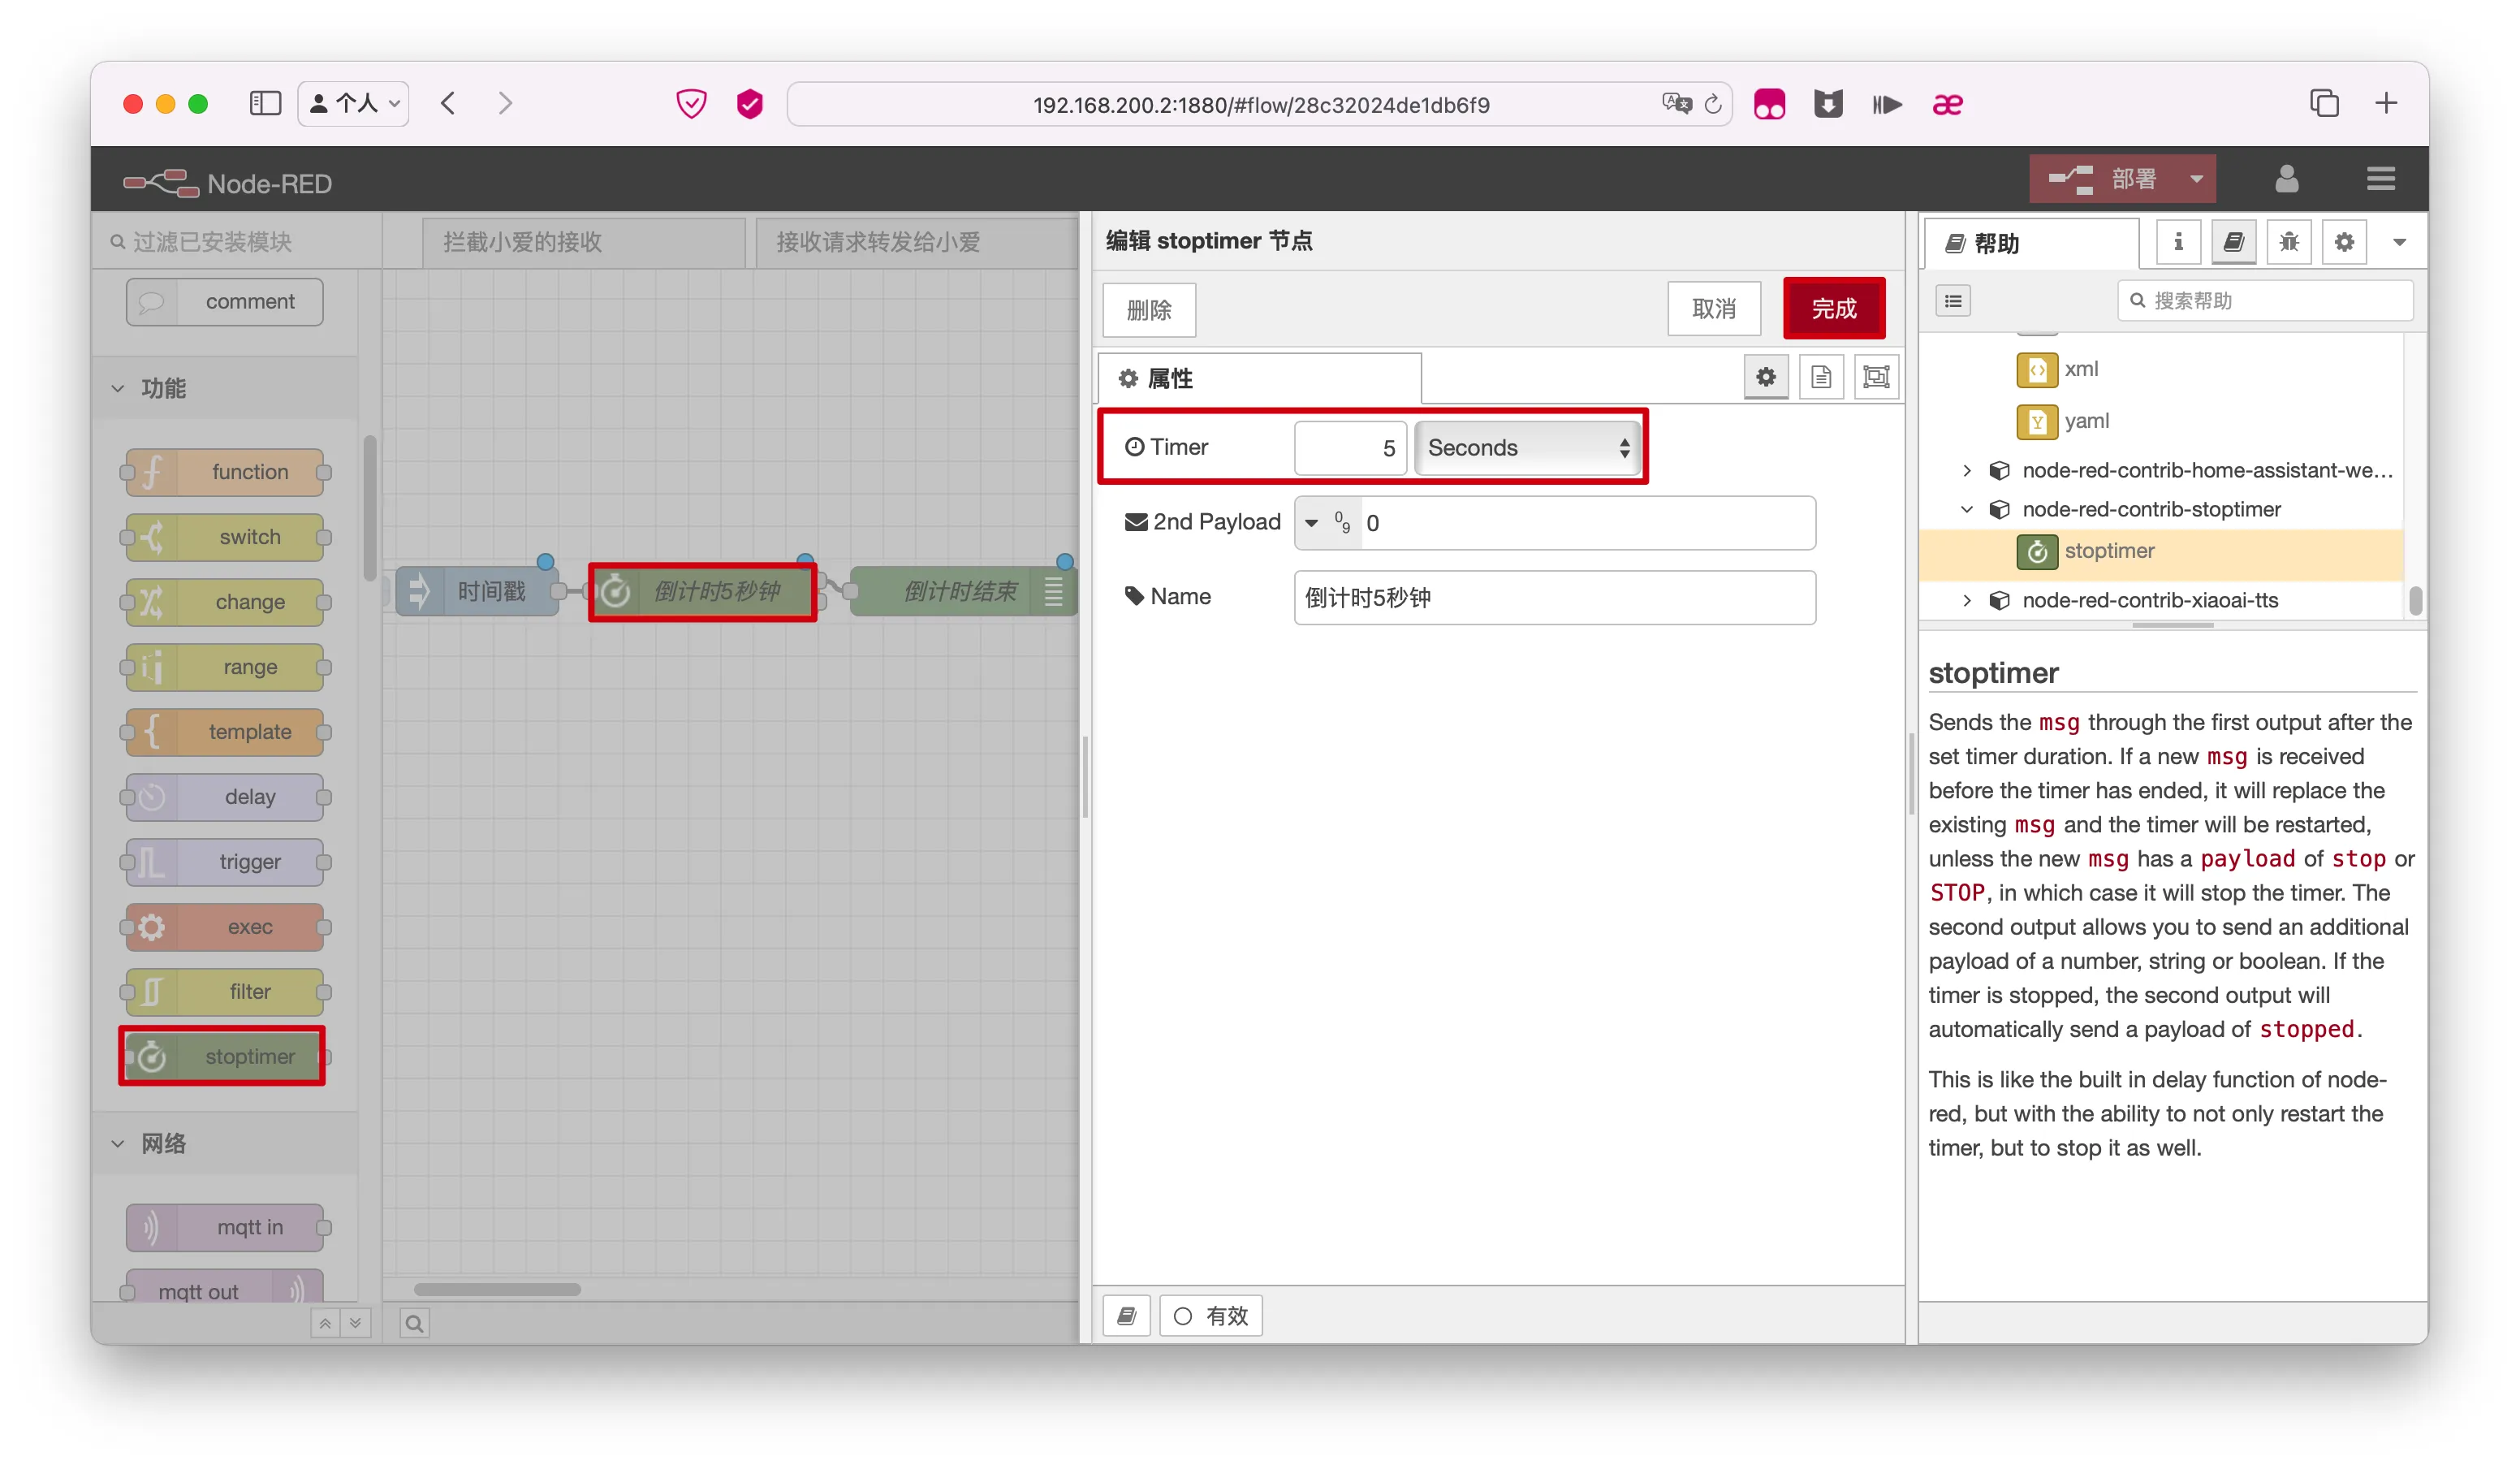 个人
192.168.200.2:1880/#flow/28c32024de1db6f9
Node-RED
部署
过滤已安装模块
拦截小爱的接收
接收请求转发给小爱
comment
功能
function
switch
change
range
template
delay
trigger
exec
filter
stoptimer
网络
mqtt in
mqtt out
时间戳
倒计时5秒钟
倒计时结束
编辑 stoptimer 节点
删除
取消
完成
属性
Timer
5
Seconds
2nd Payload
0
Name
倒计时5秒钟
有效
帮助
搜索帮助
xml
yaml
node-red-contrib-home-assistant-we...
node-red-contrib-stoptimer
stoptimer
node-red-contrib-xiaoai-tts
stoptimer
Sends the msg through the first output after the
set timer duration. If a new msg is received
before the timer has ended, it will replace the
existing msg and the timer will be restarted,
unless the new msg has a payload of stop or
STOP, in which case it will stop the timer. The
second output allows you to send an additional
payload of a number, string or boolean. If the
timer is stopped, the second output will
automatically send a payload of stopped.
This is like the built in delay function of node-
red, but with the ability to not only restart the
timer, but to stop it as well.